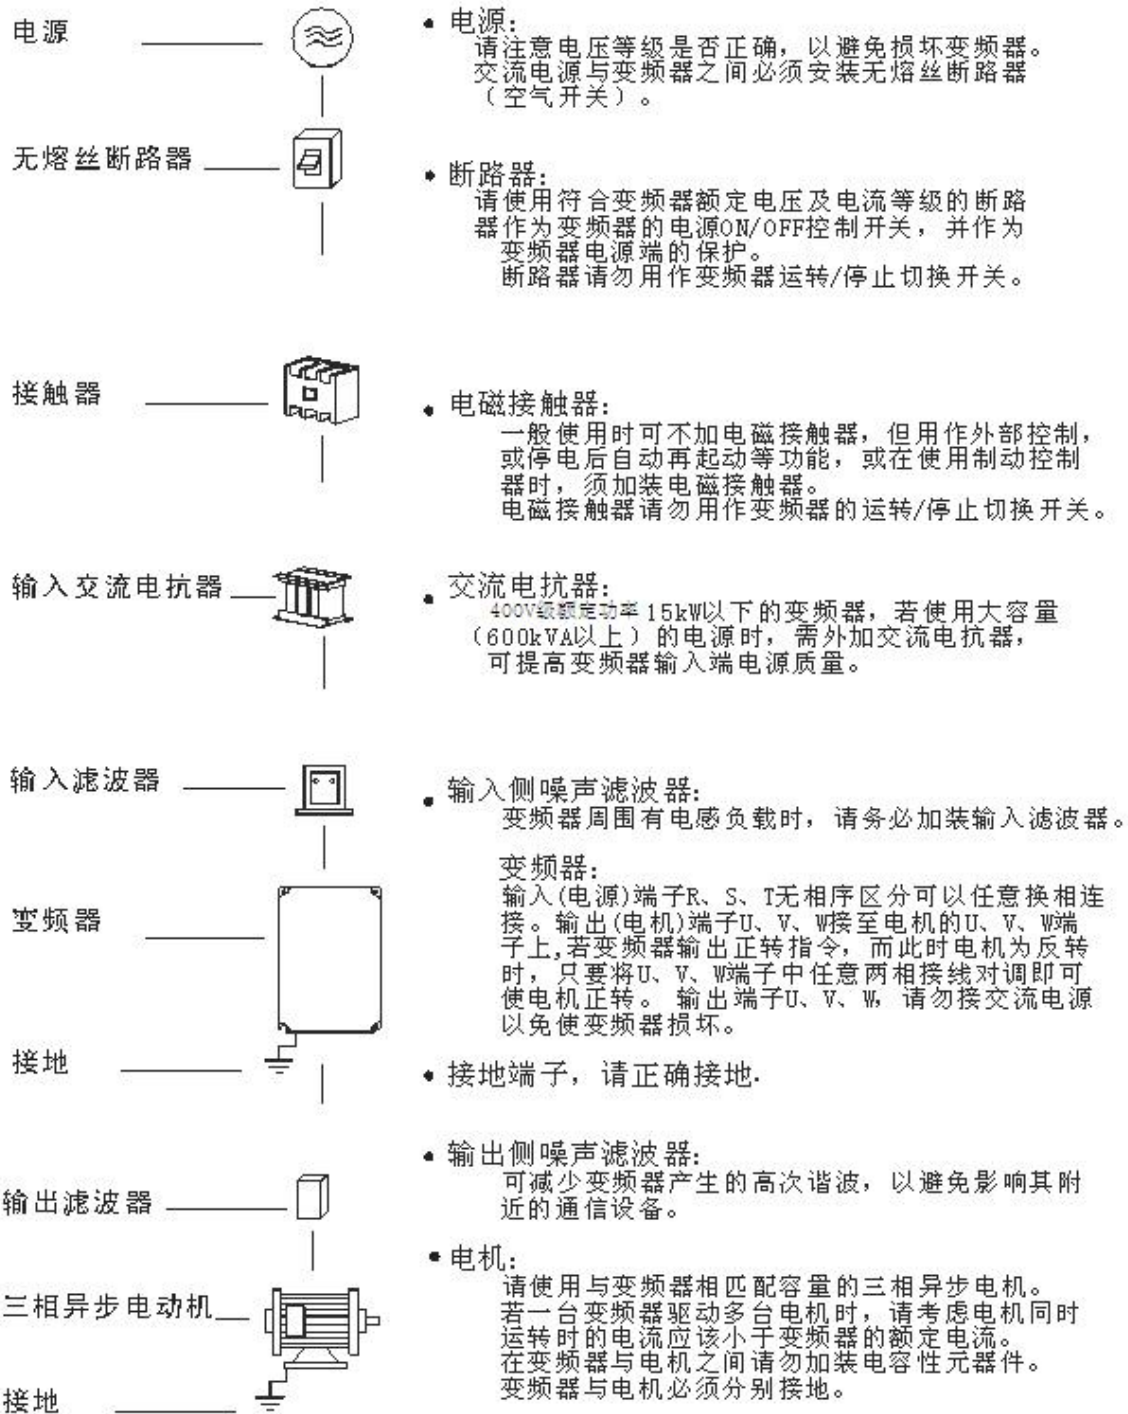 电源
• 电源:
请注意电压等级是否正确，以避免损坏变频器。
交流电源与变频器之间必须安装无熔丝断路器
（空气开关）。
无熔丝断路器
• 断路器:
请使用符合变频器额定电压及电流等级的断路
器作为变频器的电源ON/OFF控制开关，并作为
变频器电源端的保护。
断路器请勿用作变频器运转/停止切换开关。
接触器
• 电磁接触器:
一般使用时可不加电磁接触器，但用作外部控制，
或停电后自动再起动等功能，或在使用制动控制
器时，须加装电磁接触器。
电磁接触器请勿用作变频器的运转/停止切换开关。
输入交流电抗器
• 交流电抗器:
400V级额定功率 15kW以下的变频器，若使用大容量
（600kVA以上）的电源时，需外加交流电抗器，
可提高变频器输入端电源质量。
输入滤波器
• 输入侧噪声滤波器:
变频器周围有电感负载时，请务必加装输入滤波器。
变频器
变频器:
输入(电源)端子R、S、T无相序区分可以任意换相连
接。输出(电机)端子U、V、W接至电机的U、V、W端
子上,若变频器输出正转指令，而此时电机为反转
时，只要将U、V、W端子中任意两相接线对调即可
使电机正转。 输出端子U、V、W，请勿接交流电源
以免使变频器损坏。
接地
• 接地端子，请正确接地.
输出滤波器
• 输出侧噪声滤波器:
可减少变频器产生的高次谐波，以避免影响其附
近的通信设备。
三相异步电动机
• 电机:
请使用与变频器相匹配容量的三相异步电机。
若一台变频器驱动多台电机时，请考虑电机同时
运转时的电流应该小于变频器的额定电流。
在变频器与电机之间请勿加装电容性元器件。
变频器与电机必须分别接地。
接地